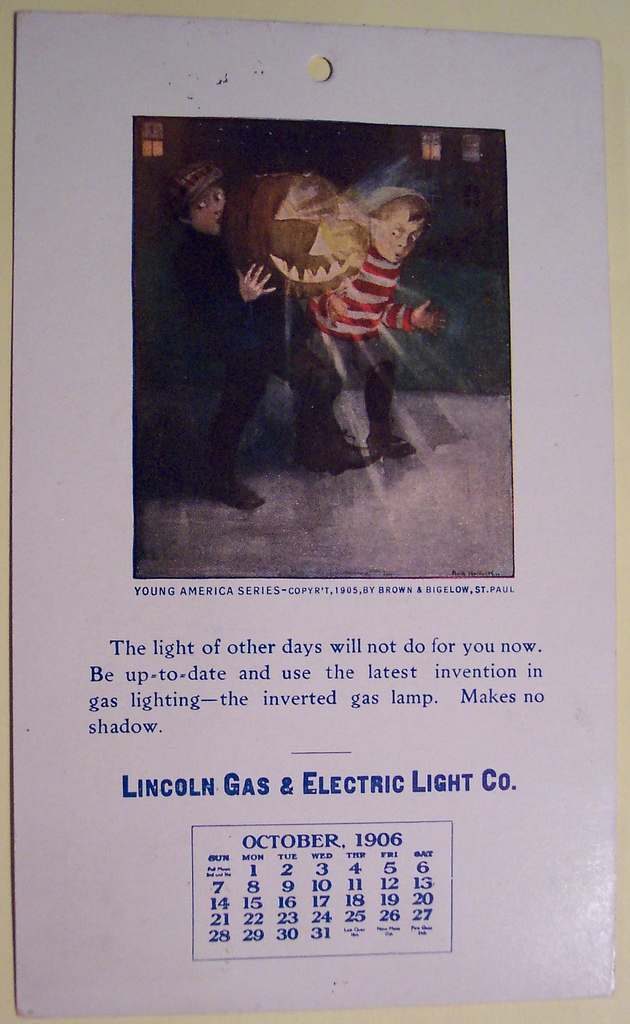 YOUNG AMERICA SERIES-COPYR'T, 1905, BY BROWN & BIGELOW, ST. PAUL
The light of other days will not do for you now.
Be up-to-date and use the latest invention in
gas lighting—the inverted gas lamp. Makes no
shadow.
LINCOLN GAS & ELECTRIC LIGHT CO.
OCTOBER, 1906
SUN MON TUE WED THR FRI SAT
1 2 3 4 5 6
7 8 9 10 11 12 13
14 15 16 17 18 19 20
21 22 23 24 25 26 27
28 29 30 31